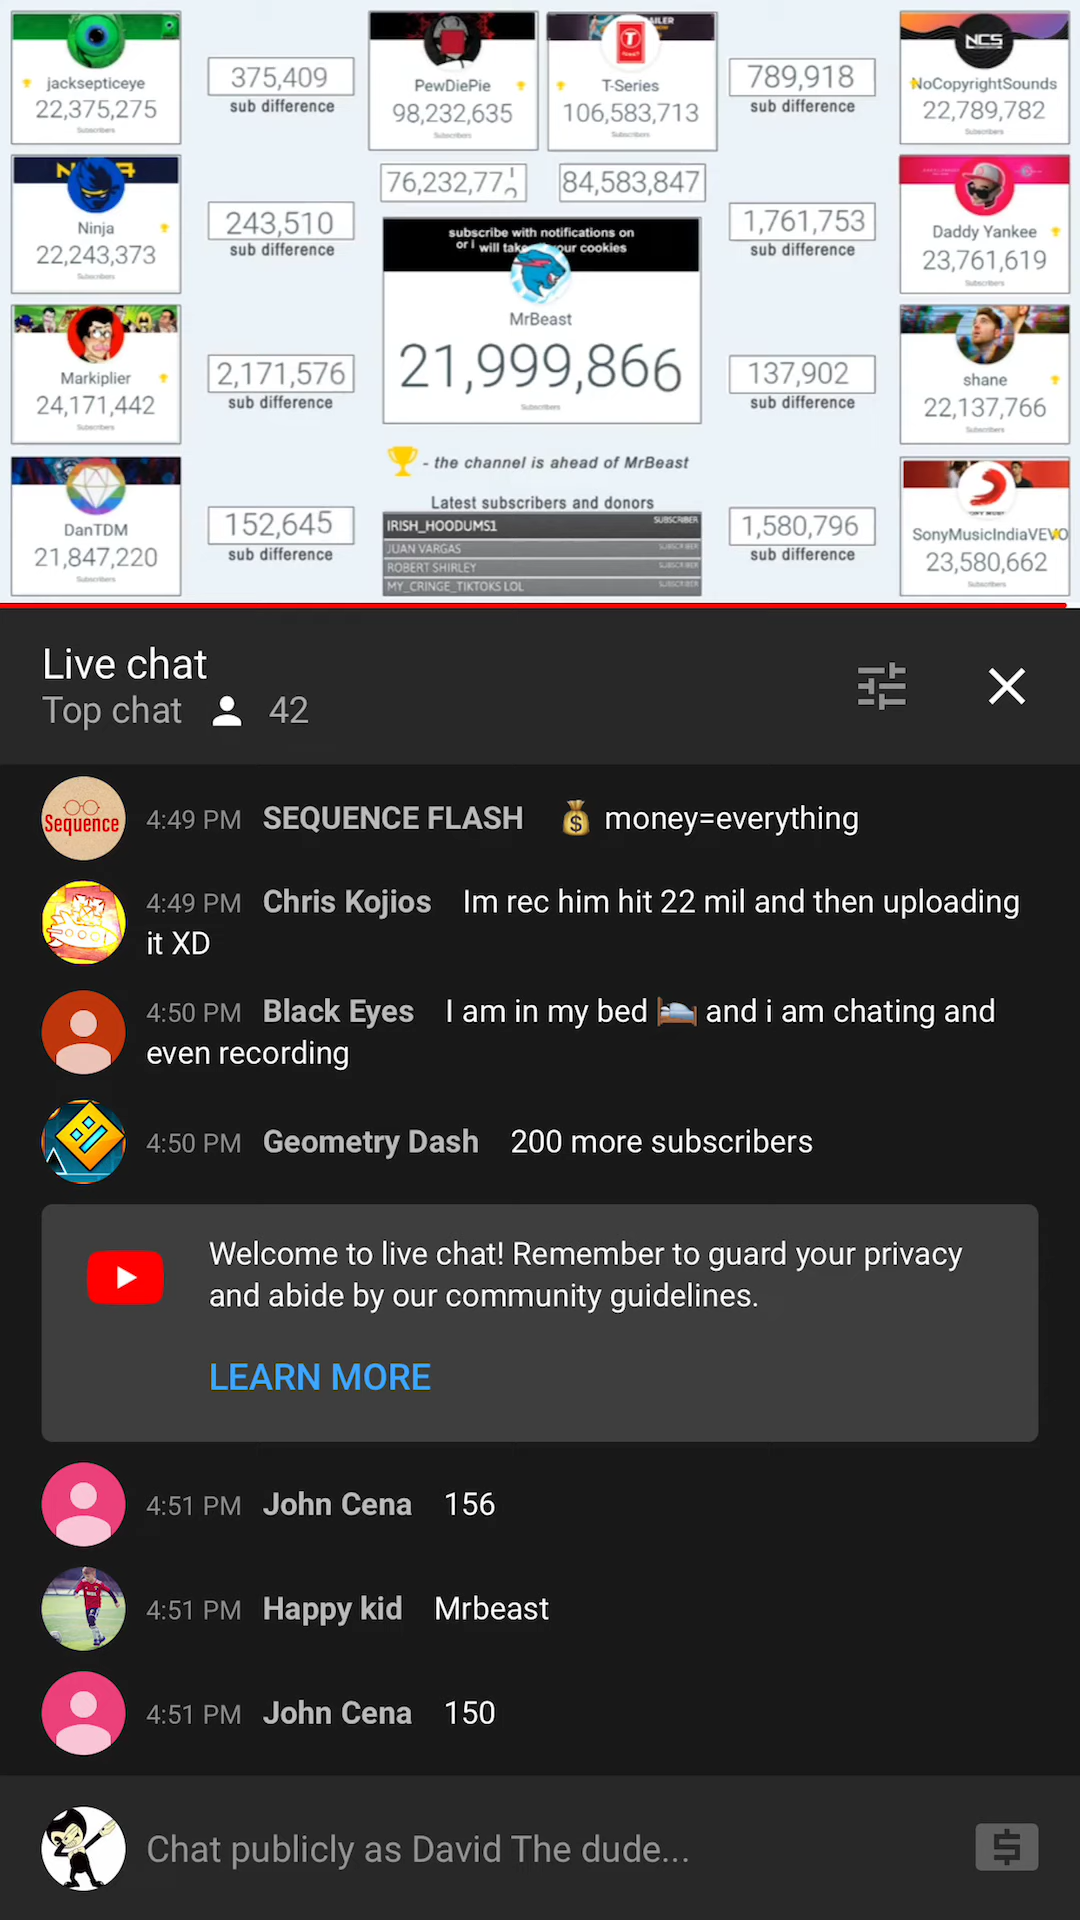 jacksepticeye
22,375,275
Subscribers
375,409
sub difference
PewDiePie
98,232,635
Subscribers
T-Series
106,583,713
Subscribers
789,918
sub difference
NCS
NoCopyrightSounds
22,789,782
Subscribers
76,232,77
84,583,847
Ninja
22,243,373
Subscribers
243,510
sub difference
subscribe with notifications on
or i will take your cookies
MrBeast
21,999,866
Subscribers
1,761,753
sub difference
Daddy Yankee
23,761,619
Subscribers
Markiplier
24,171,442
Subscribers
2,171,576
sub difference
137,902
sub difference
shane
22,137,766
Subscribers
- the channel is ahead of MrBeast
Latest subscribers and donors
IRISH_HOODUMS1 SUBSCRIBER
JUAN VARGAS SUBSCRIBER
ROBERT SHIRLEY SUBSCRIBER
MY_CRINGE_TIKTOKS LOL SUBSCRIBER
DanTDM
21,847,220
Subscribers
152,645
sub difference
1,580,796
sub difference
SonyMusicIndiaVEVO
23,580,662
Subscribers
Live chat
Top chat 42
Sequence
4:49 PM SEQUENCE FLASH 💰 money=everything
4:49 PM Chris Kojios Im rec him hit 22 mil and then uploading
it XD
4:50 PM Black Eyes I am in my bed 🛏️ and i am chating and
even recording
4:50 PM Geometry Dash 200 more subscribers
Welcome to live chat! Remember to guard your privacy
and abide by our community guidelines.
LEARN MORE
4:51 PM John Cena 156
4:51 PM Happy kid Mrbeast
4:51 PM John Cena 150
Chat publicly as David The dude...